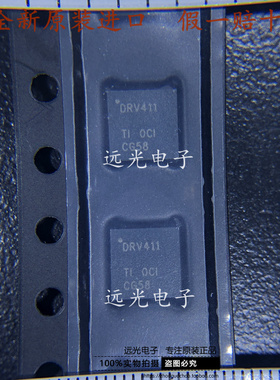 全新原装进口 假一赔十
DRV411
TI OCI
CG58
远光电子
DRV411
TI OCI
CG58
远光电子
远光电子,专注原装正品
100%实物拍摄 盗图必究